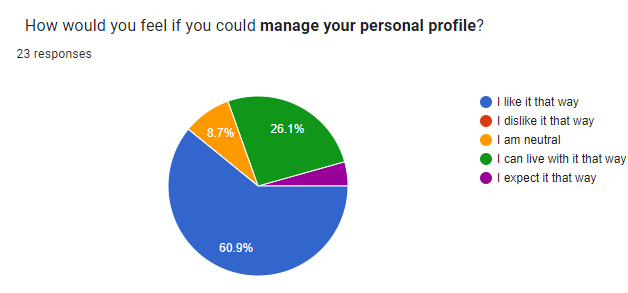 How would you feel if you could manage your personal profile?
23 responses
I like it that way
I dislike it that way
I am neutral
I can live with it that way
I expect it that way
8.7%
26.1%
60.9%